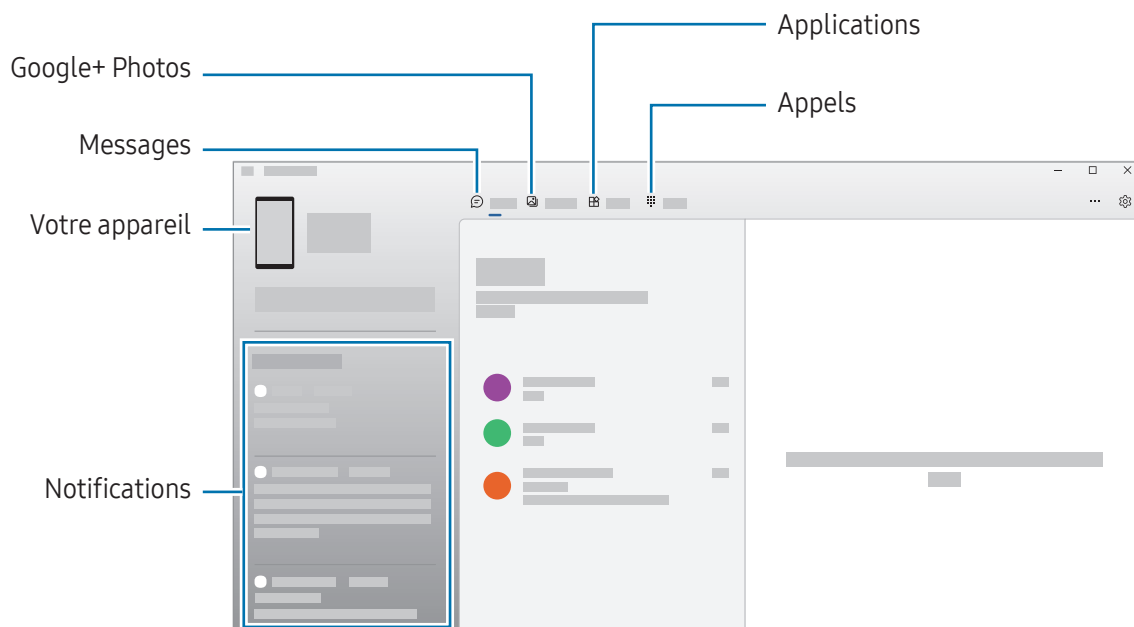 Applications
Google+ Photos
Appels
Messages
Votre appareil
Notifications